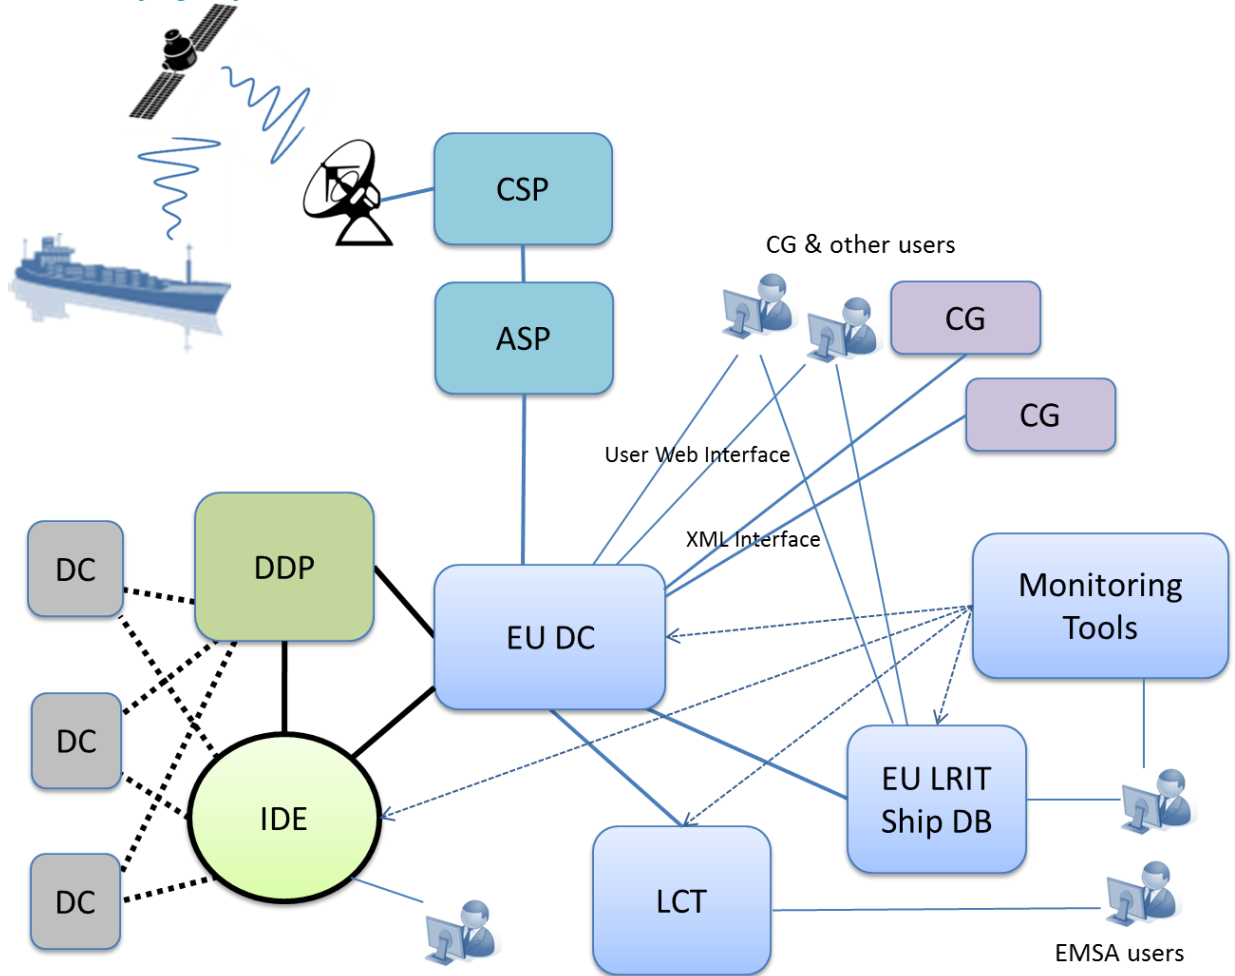 CSP
CG & other users
CG
ASP
CG
User Web Interface
XML Interface
DC
DDP
Monitoring
Tools
EU DC
DC
EU LRIT
Ship DB
IDE
DC
LCT
EMSA users